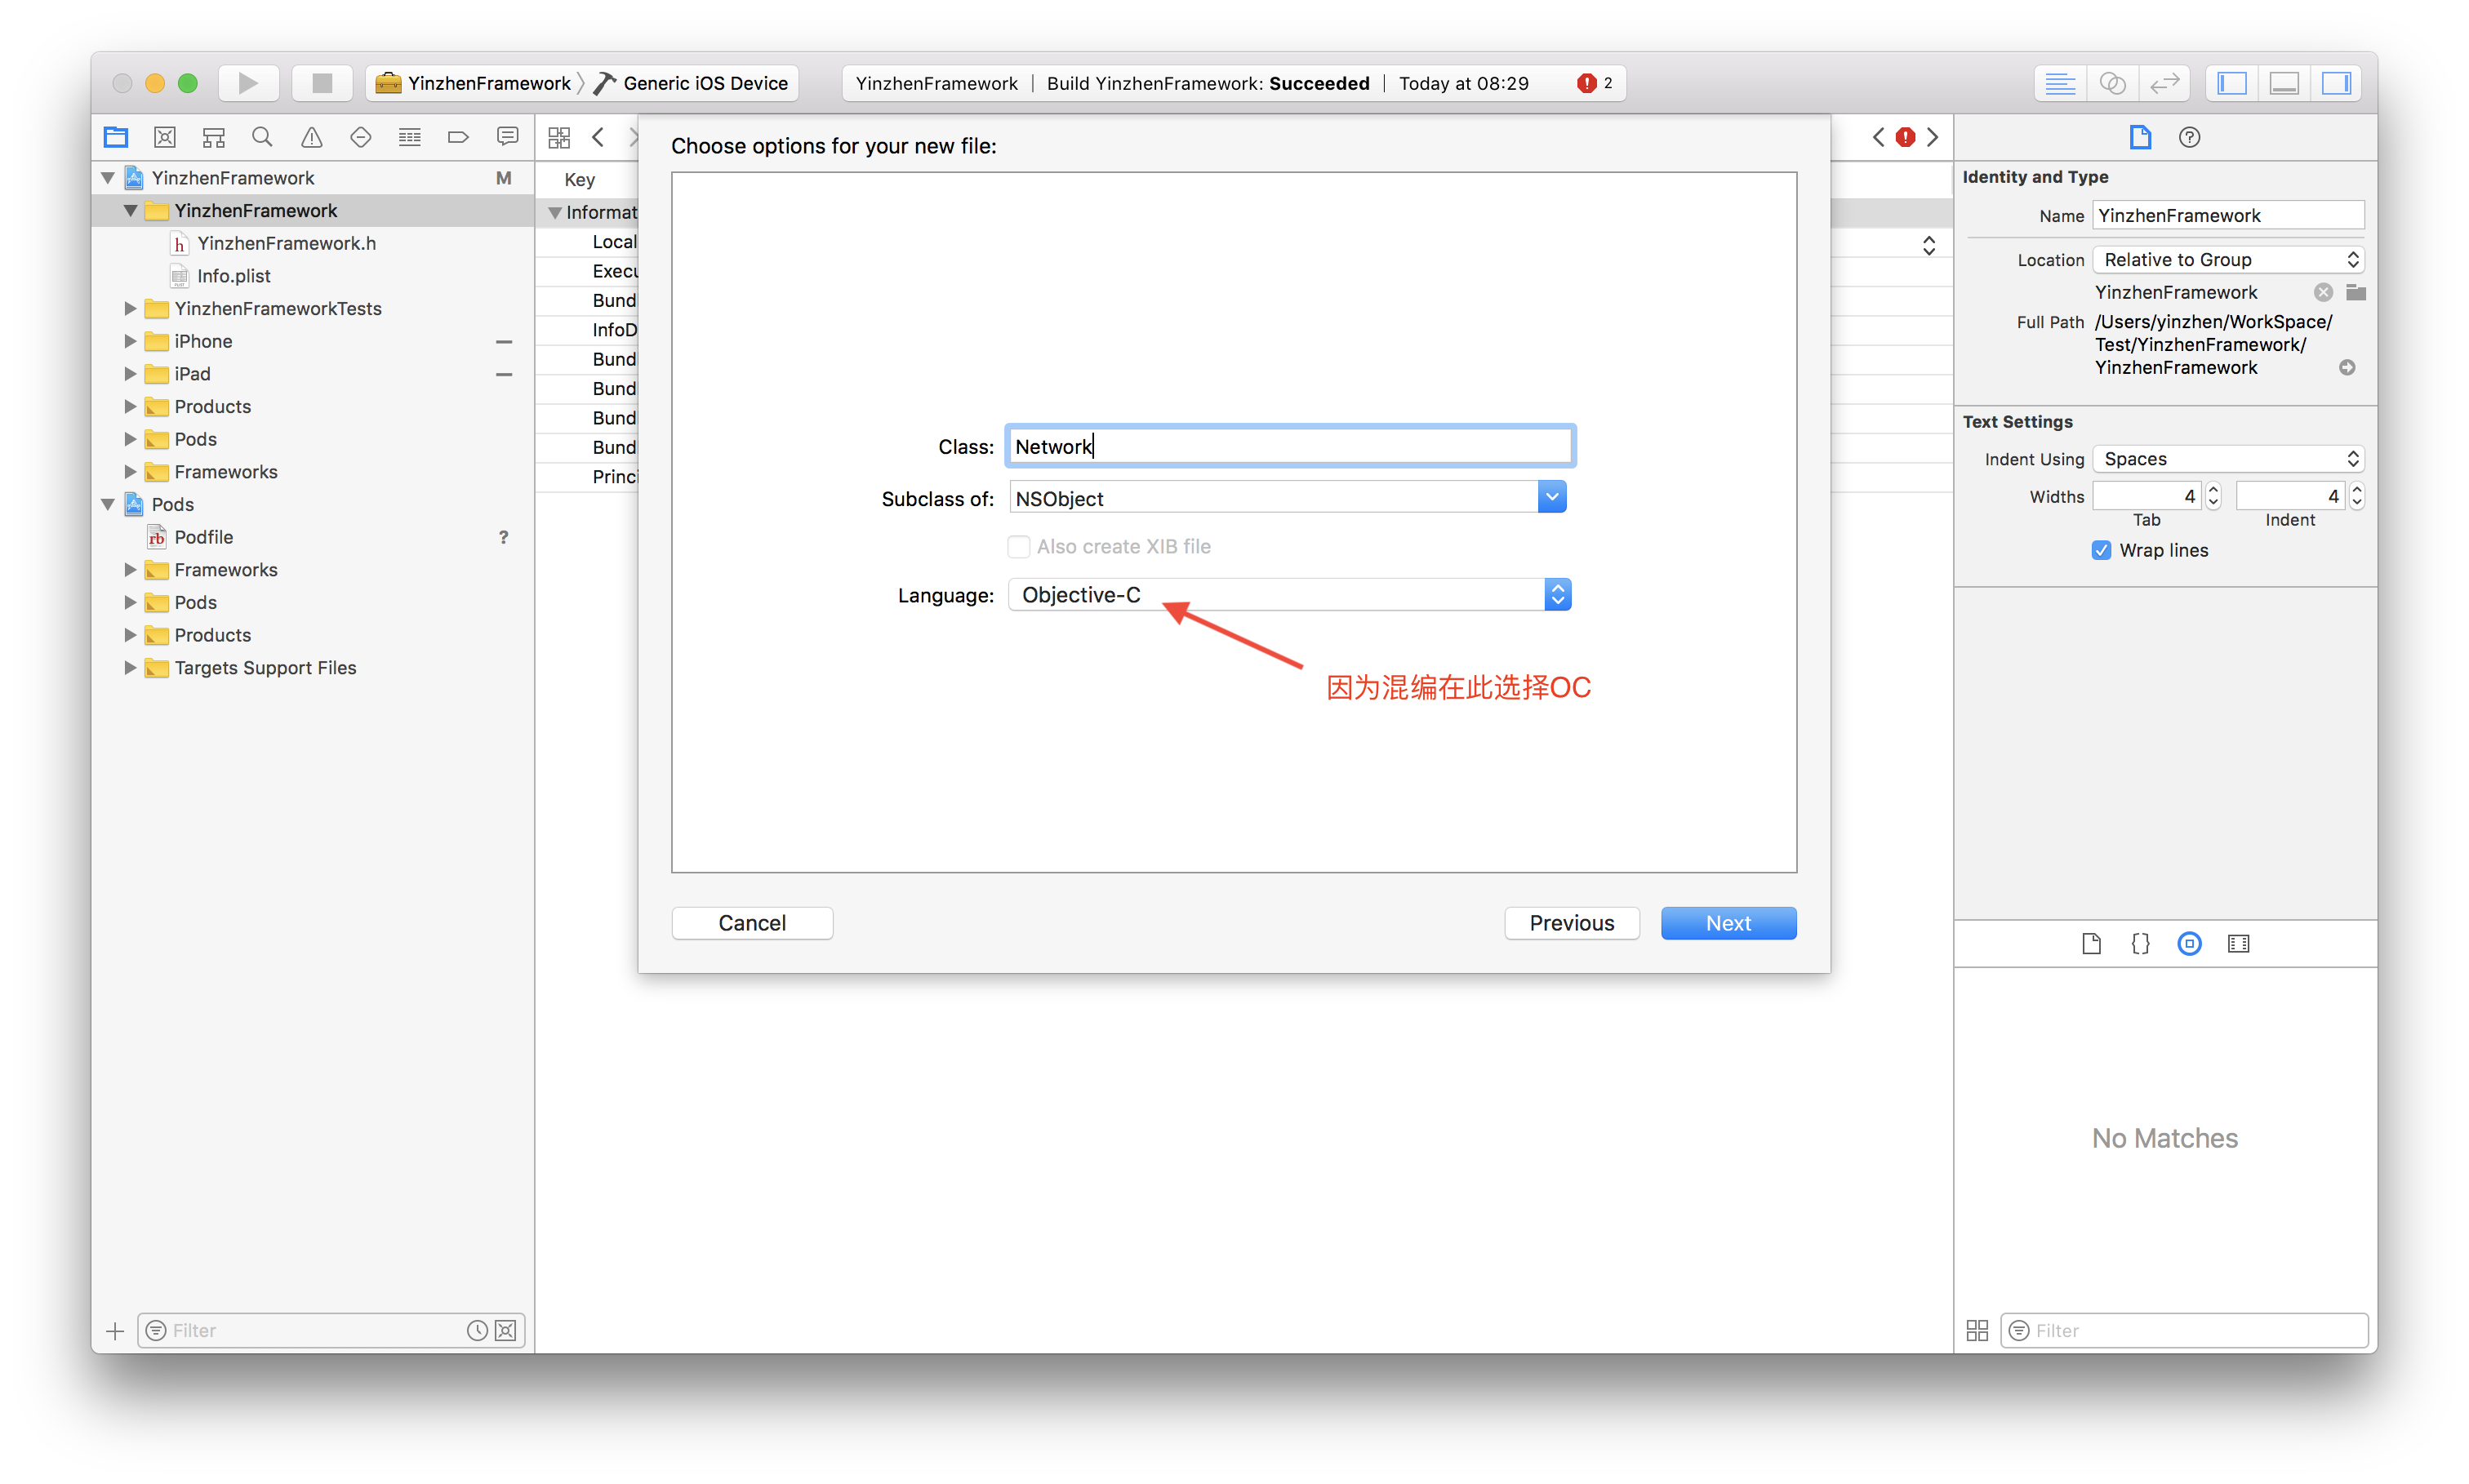 YinzhenFramework 〉 Generic iOS Device
YinzhenFramework | Build YinzhenFramework: Succeeded | Today at 08:29
2
YinzhenFramework M
YinzhenFramework
h YinzhenFramework.h
Info.plist
YinzhenFrameworkTests
iPhone
iPad
Products
Pods
Frameworks
Pods
rb Podfile ?
Frameworks
Pods
Products
Targets Support Files
Filter
Key
Informat
Local
Execu
Bund
InfoD
Bund
Bund
Bund
Bund
Princi
Choose options for your new file:
Class: Network
Subclass of: NSObject
Also create XIB file
Language: Objective-C
因为混编在此选择OC
Cancel
Previous
Next
Identity and Type
Name YinzhenFramework
Location Relative to Group
YinzhenFramework
Full Path /Users/yinzhen/WorkSpace/
Test/YinzhenFramework/
YinzhenFramework
Text Settings
Indent Using Spaces
Widths 4 4
Tab Indent
Wrap lines
No Matches
Filter